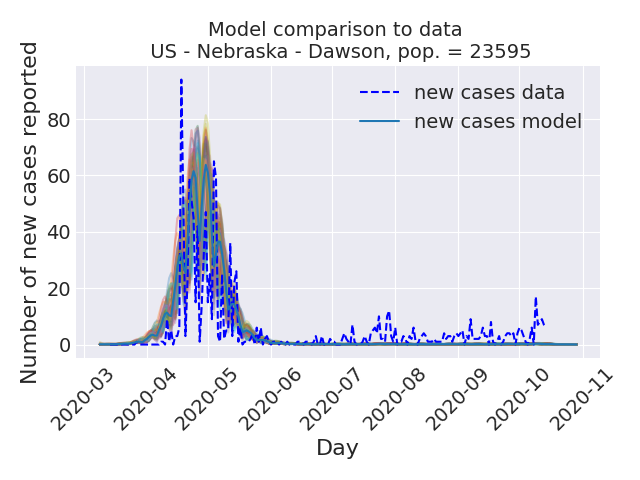 Model comparison to data
US - Nebraska - Dawson, pop. = 23595
Number of new cases reported
80
60
40
20
0
new cases data
new cases model
2020-03
2020-04
2020-05
2020-06
2020-07
2020-08
2020-09
2020-10
2020-11
Day